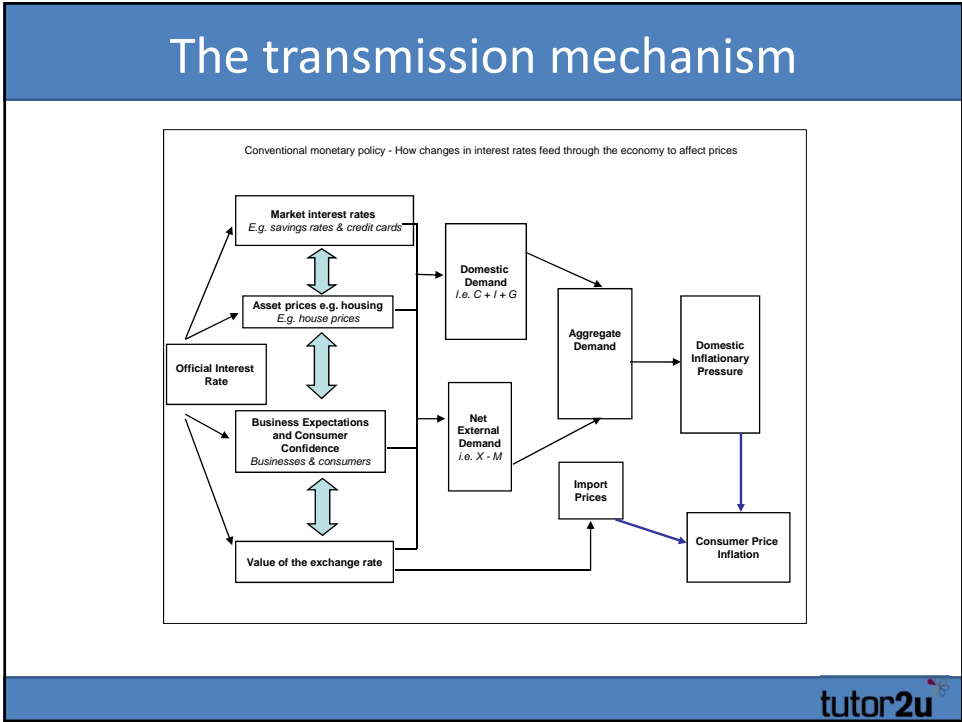 The transmission mechanism
Conventional monetary policy - How changes in interest rates feed through the economy to affect prices
Market interest rates
E.g. savings rates & credit cards
Asset prices e.g. housing
E.g. house prices
Official Interest
Rate
Business Expectations
and Consumer
Confidence
Businesses & consumers
Value of the exchange rate
Domestic
Demand
I.e. C + I + G
Net
External
Demand
i.e. X - M
Aggregate
Demand
Import
Prices
Domestic
Inflationary
Pressure
Consumer Price
Inflation
tutor2u